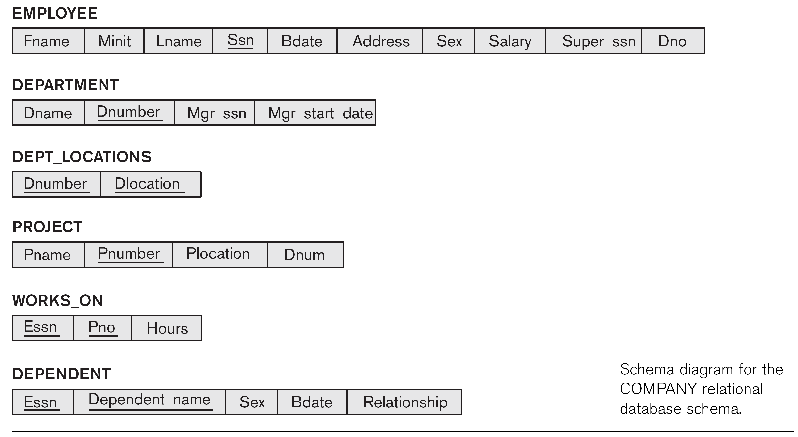 EMPLOYEE
Fname Minit Lname Ssn Bdate Address Sex Salary Super ssn Dno
DEPARTMENT
Dname Dnumber Mgr ssn Mgr start date
DEPT_LOCATIONS
Dnumber Dlocation
PROJECT
Pname Pnumber Plocation Dnum
WORKS_ON
Essn Pno Hours
DEPENDENT
Essn Dependent name Sex Bdate Relationship
Schema diagram for the
COMPANY relational
database schema.